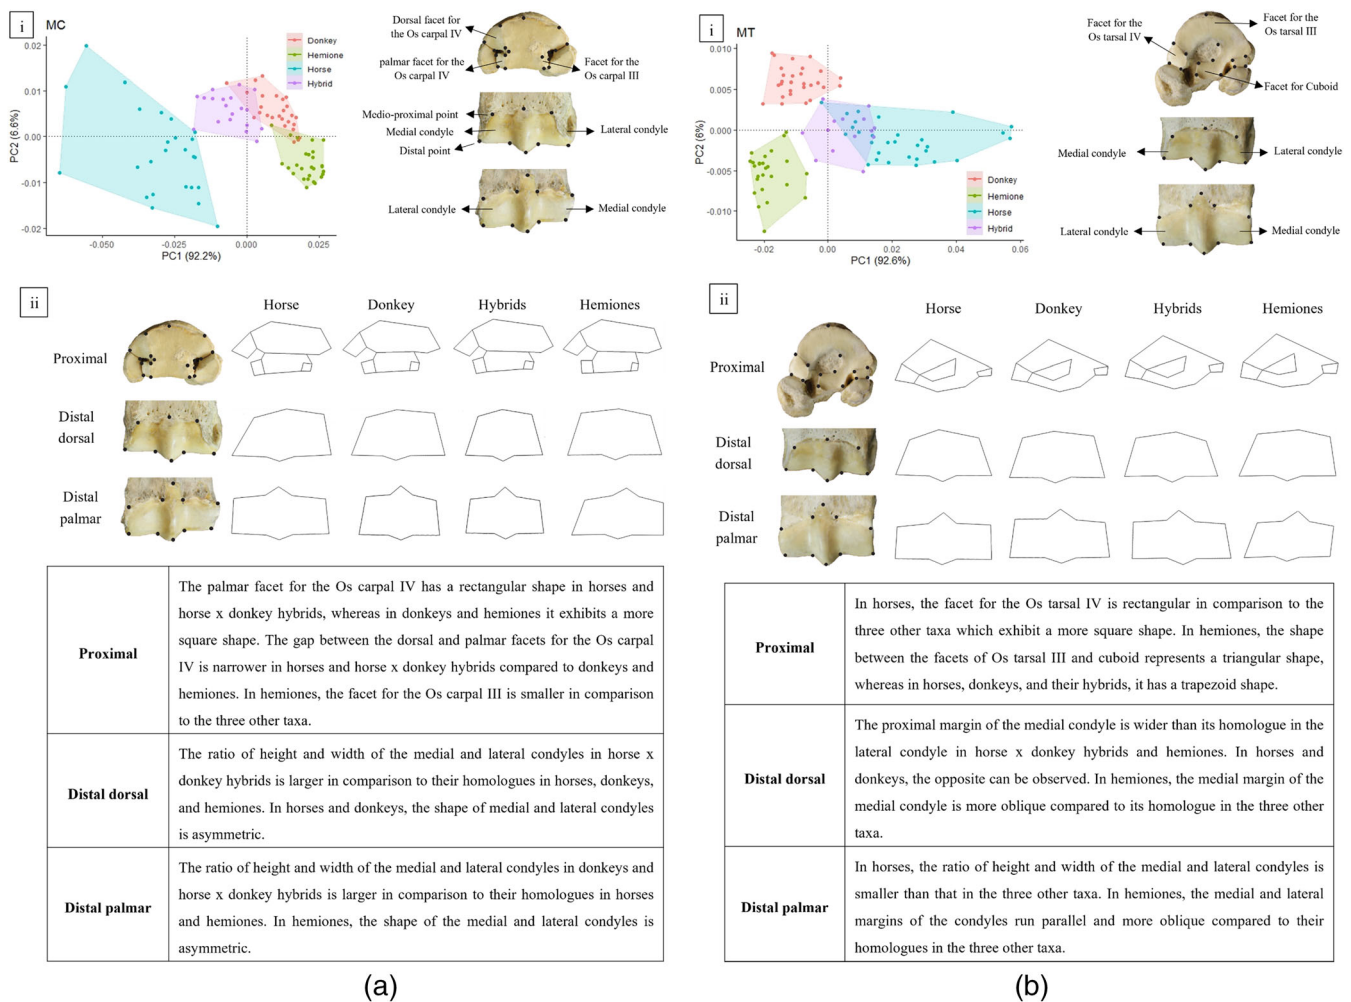 i
MC
0.02
0.01
0.00
-0.01
-0.02
PC2 (6.6%)
-0.050
-0.025
0.000
0.025
PC1 (92.2%)
Donkey
Hemione
Horse
Hybrid
Dorsal facet for
the Os carpal IV
palmar facet for the
Os carpal IV
Facet for the
Os carpal III
Medio-proximal point
Medial condyle
Distal point
Lateral condyle
Lateral condyle
Medial condyle
ii
Horse
Donkey
Hybrids
Hemiones
Proximal
Distal
dorsal
Distal
palmar
Proximal
The palmar facet for the Os carpal IV has a rectangular shape in horses and
horse x donkey hybrids, whereas in donkeys and hemiones it exhibits a more
square shape. The gap between the dorsal and palmar facets for the Os carpal
IV is narrower in horses and horse x donkey hybrids compared to donkeys and
hemiones. In hemiones, the facet for the Os carpal III is smaller in comparison
to the three other taxa.
Distal dorsal
The ratio of height and width of the medial and lateral condyles in horse x
donkey hybrids is larger in comparison to their homologues in horses, donkeys,
and hemiones. In horses and donkeys, the shape of medial and lateral condyles
is asymmetric.
Distal palmar
The ratio of height and width of the medial and lateral condyles in donkeys and
horse x donkey hybrids is larger in comparison to their homologues in horses
and hemiones. In hemiones, the shape of the medial and lateral condyles is
asymmetric.
(a)
i
MT
0.010
0.005
0.000
-0.005
-0.010
PC2 (6%)
-0.02
0.00
0.02
0.04
0.06
PC1 (92.6%)
Donkey
Hemione
Horse
Hybrid
Facet for the
Os tarsal IV
Facet for the
Os tarsal III
Facet for Cuboid
Medial condyle
Lateral condyle
Lateral condyle
Medial condyle
ii
Horse
Donkey
Hybrids
Hemiones
Proximal
Distal
dorsal
Distal
palmar
Proximal
In horses, the facet for the Os tarsal IV is rectangular in comparison to the
three other taxa which exhibit a more square shape. In hemiones, the shape
between the facets of Os tarsal III and cuboid represents a triangular shape,
whereas in horses, donkeys, and their hybrids, it has a trapezoid shape.
Distal dorsal
The proximal margin of the medial condyle is wider than its homologue in the
lateral condyle in horse x donkey hybrids and hemiones. In horses and
donkeys, the opposite can be observed. In hemiones, the medial margin of the
medial condyle is more oblique compared to its homologue in the three other
taxa.
Distal palmar
In horses, the ratio of height and width of the medial and lateral condyles is
smaller than that in the three other taxa. In hemiones, the medial and lateral
margins of the condyles run parallel and more oblique compared to their
homologues in the three other taxa.
(b)